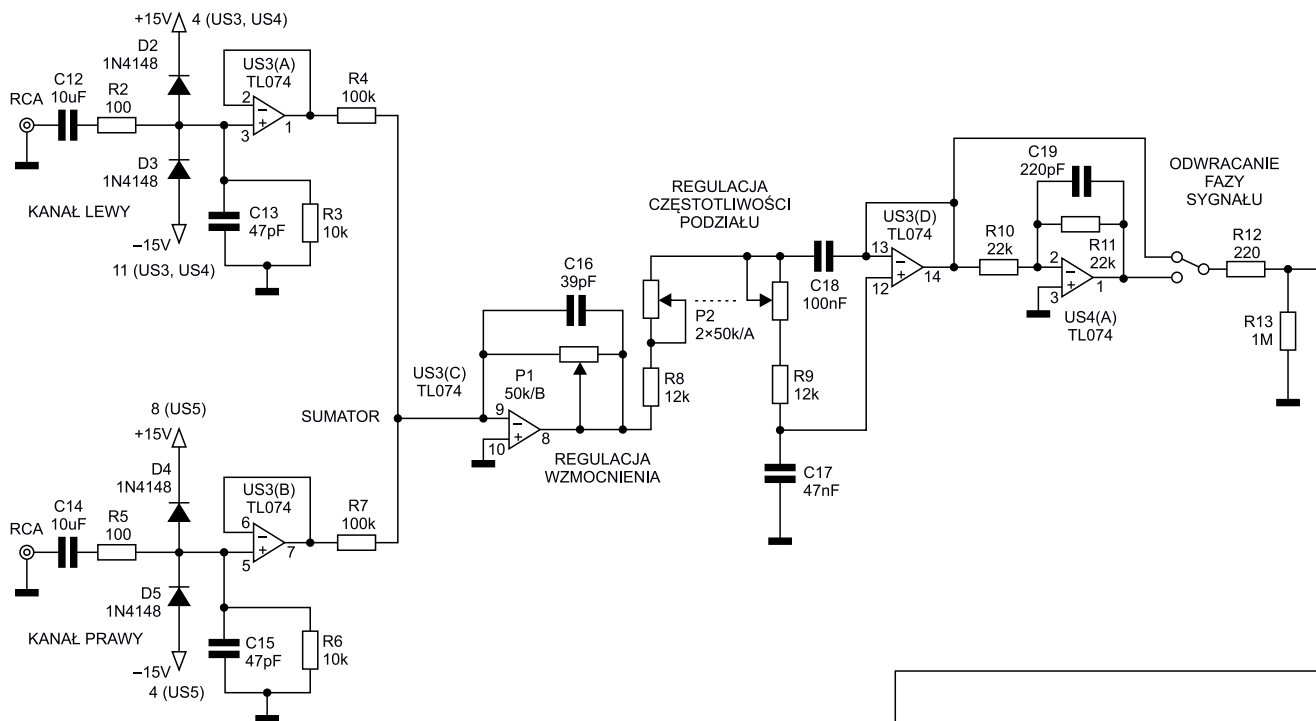 +15V
4 (US3, US4)
D2
1N4148
C12
10uF
R2
100
RCA
US3(A)
TL074
2
3
1
–
+
R4
100k
D3
1N4148
KANAŁ LEWY
–15V
11 (US3, US4)
C13
47pF
R3
10k
8 (US5)
+15V
D4
1N4148
C14
10uF
R5
100
RCA
US3(B)
TL074
6
5
7
–
+
R7
100k
D5
1N4148
KANAŁ PRAWY
–15V
4 (US5)
C15
47pF
R6
10k
SUMATOR
C16
39pF
US3(C)
TL074
P1
50k/B
9
10
8
–
+
REGULACJA
WZMOCNIENIA
REGULACJA
CZĘSTOTLIWOŚCI
PODZIAŁU
P2
2×50k/A
R8
12k
R9
12k
C17
47nF
C18
100nF
US3(D)
TL074
13
12
14
–
+
R10
22k
C19
220pF
R11
22k
2
3
1
–
+
US4(A)
TL074
ODWRACANIE
FAZY
SYGNAŁU
R12
220
R13
1M